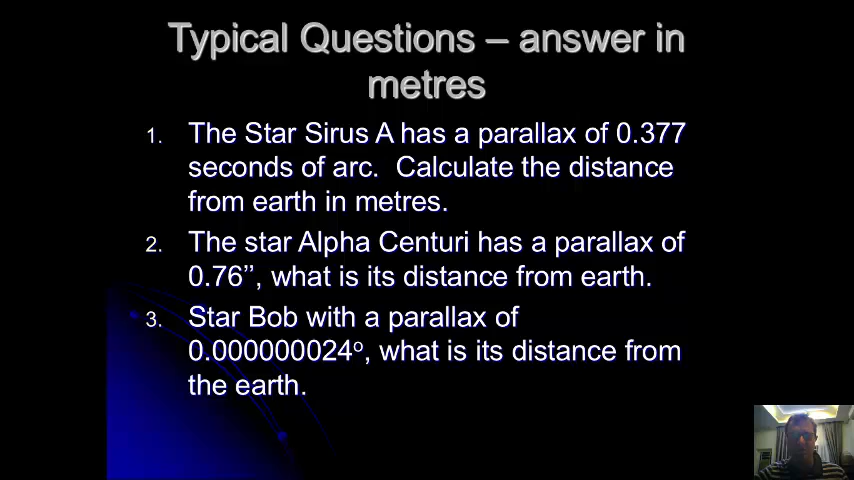 Typical Questions – answer in
metres
1. The Star Sirus A has a parallax of 0.377
seconds of arc. Calculate the distance
from earth in metres.
2. The star Alpha Centuri has a parallax of
0.76’’, what is its distance from earth.
3. Star Bob with a parallax of
0.000000024º, what is its distance from
the earth.